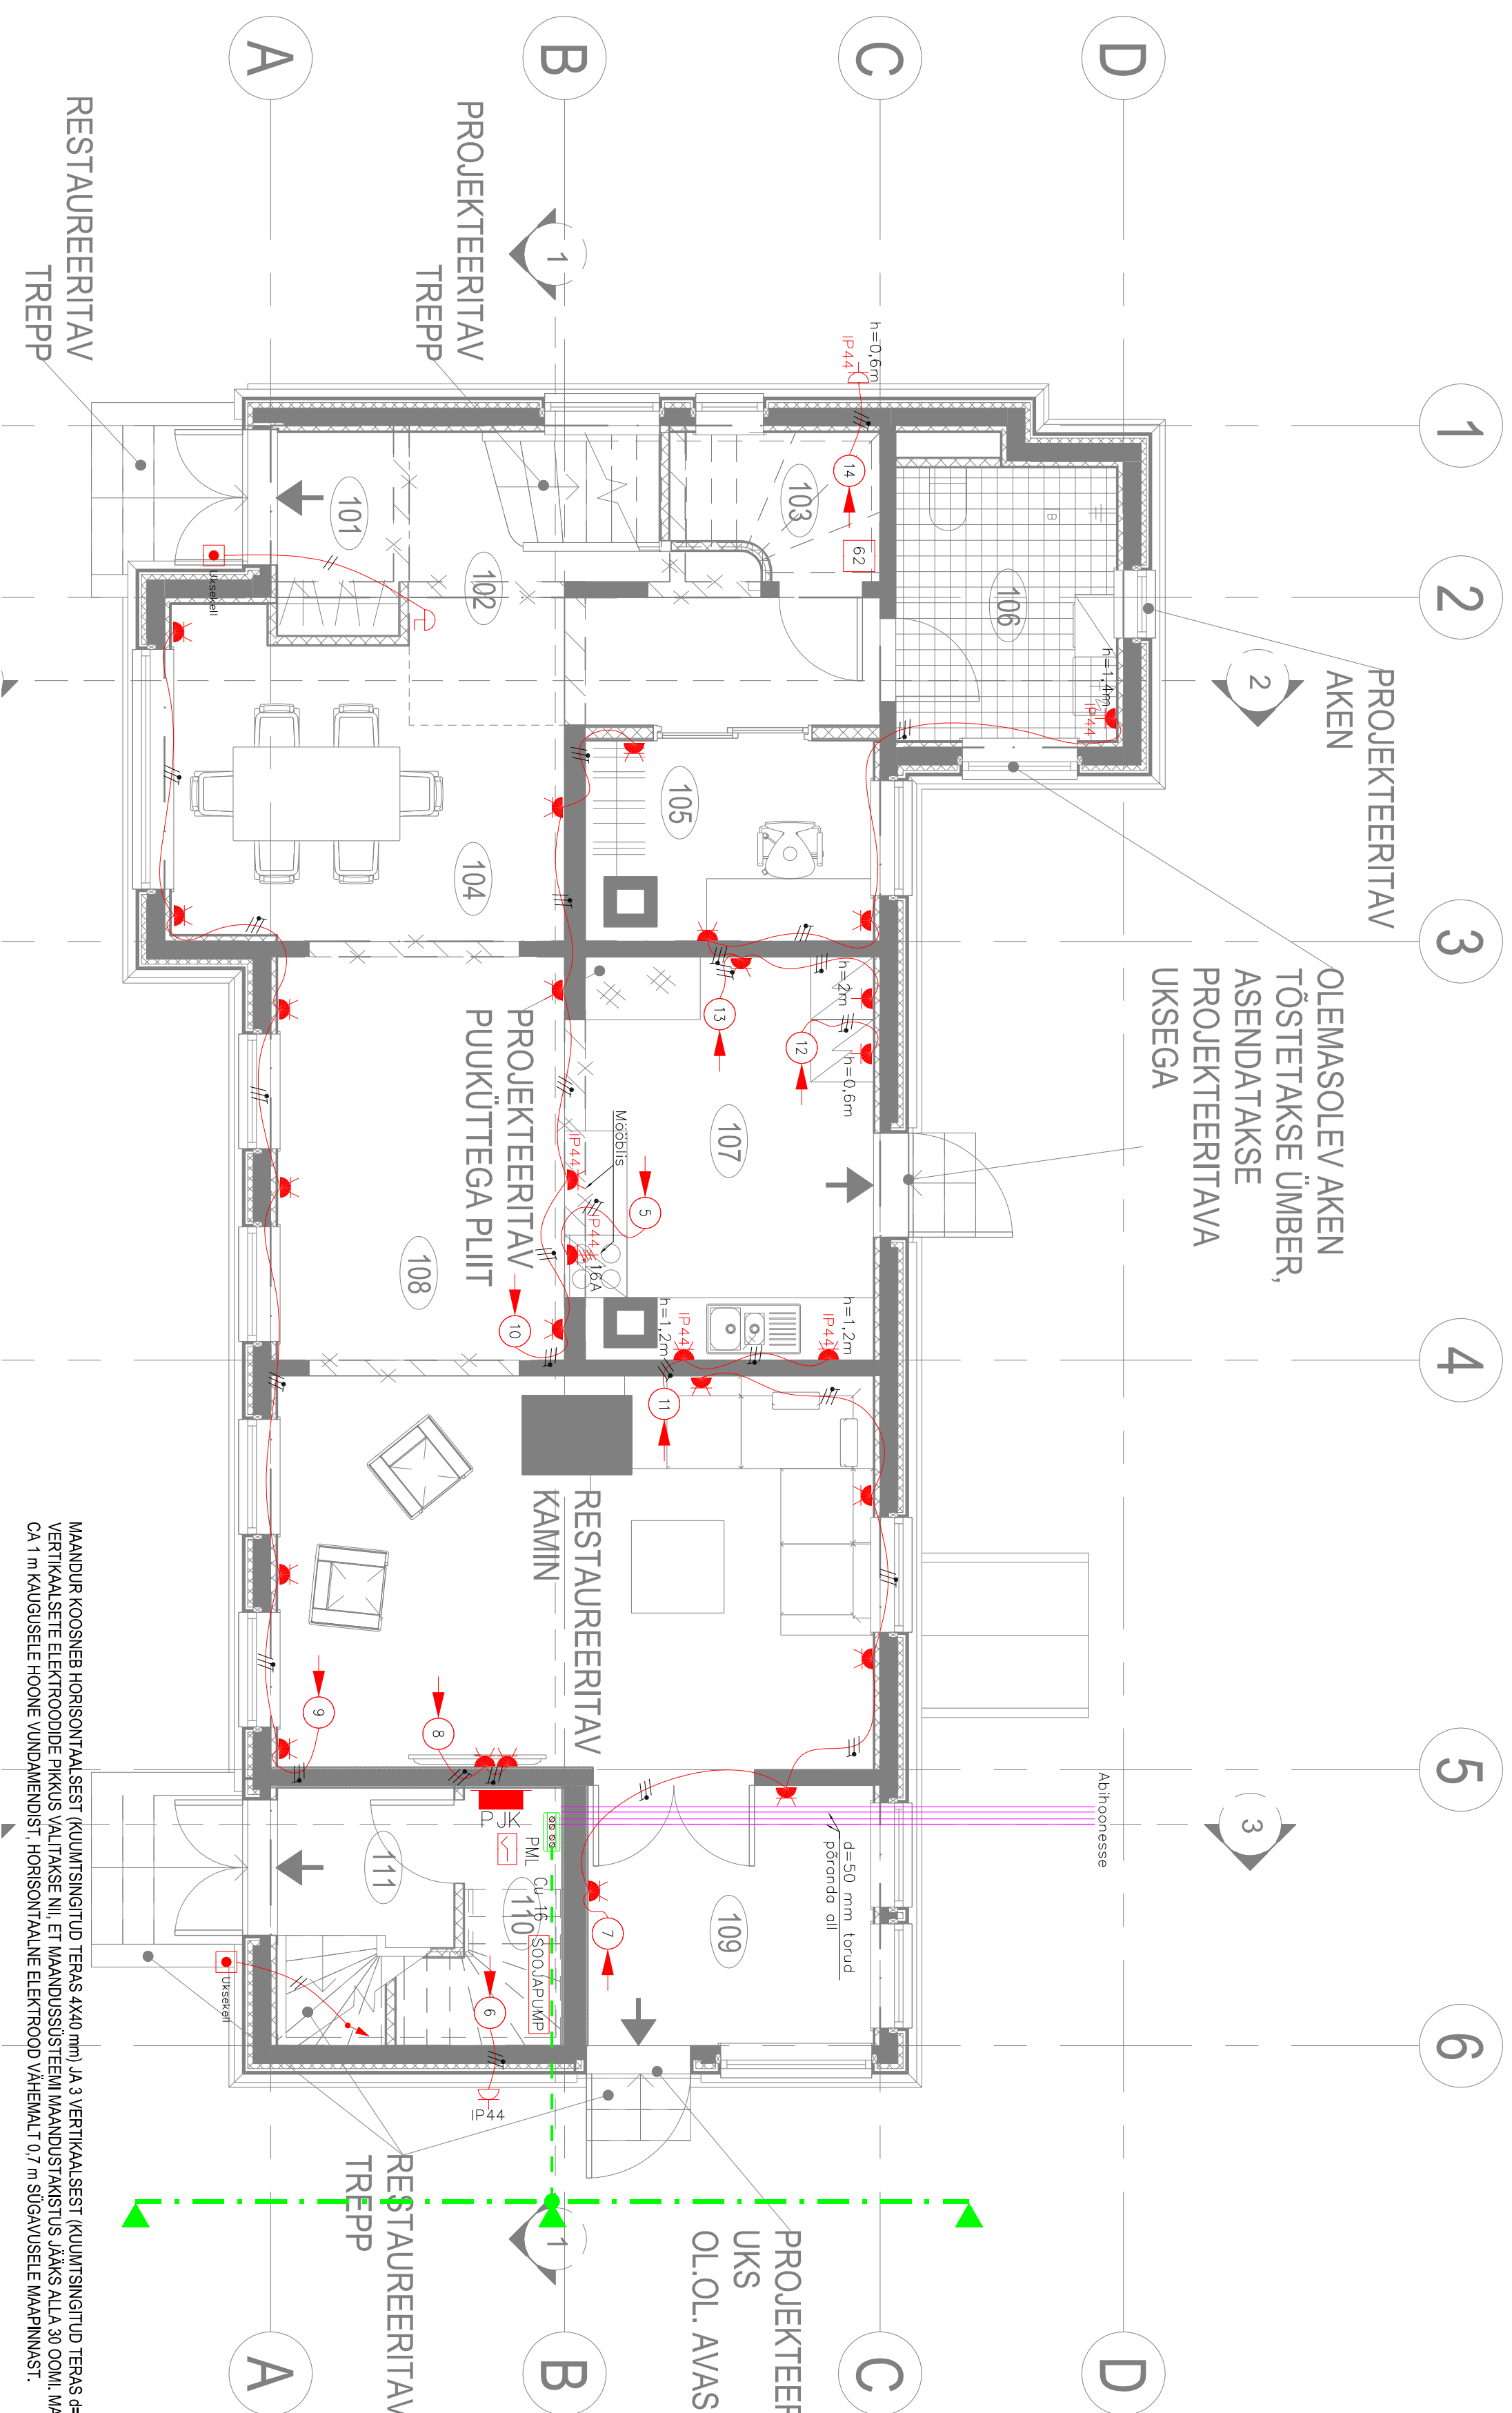 A
B
C
D
1
2
3
4
5
6
A
B
C
D
1
2
3
1
RESTAUREERITAV
TREPP
PROJEKTEERITAV
TREPP
PROJEKTEERITAV
AKEN
OLEMASOLEV AKEN
TÕSTETAKSE ÜMBER,
ASENDATAKSE
PROJEKTEERITAVA
UKSEGA
h=0,6m
IP44
14
62
101
102
103
104
105
106
107
108
109
110
111
B
h=1,4m
IP44
Uksekell
h=2m
h=0,6m
13
12
PROJEKTEERITAV
PUUKÜTTEGA PLIIT
Mööblis
IP44
IP44
16A
5
10
h=1,2m
IP44
h=1,2m
IP44
11
RESTAUREERITAV
KAMIN
9
8
7
6
PJK
PML
Cu 16
SOOJAPUMP
d=50 mm torud
põranda all
Abihoonesse
Uksekell
IP44
RESTAUREERITAV
TREPP
PROJEKTEER
UKS
OL.OL. AVAS
MAANDUR KOOSNEB HORISONTAALSEST (KUUMTSINGITUD TERAS 4X40 mm) JA 3 VERTIKAALSEST (KUUMTSINGITUD TERAS d=
VERTIKAALSETE ELEKTROODIDE PIKKUS VALITAKSE NII, ET MAANDUSSÜSTEEMI MAANDUSTAKISTUS JÄÄKS ALLA 30 OOMI. MA
CA 1 m KAUGUSELE HOONE VUNDAMENDIST, HORISONTAALNE ELEKTROOD VÄHEMALT 0,7 m SÜGAVUSELE MAAPINNAST.